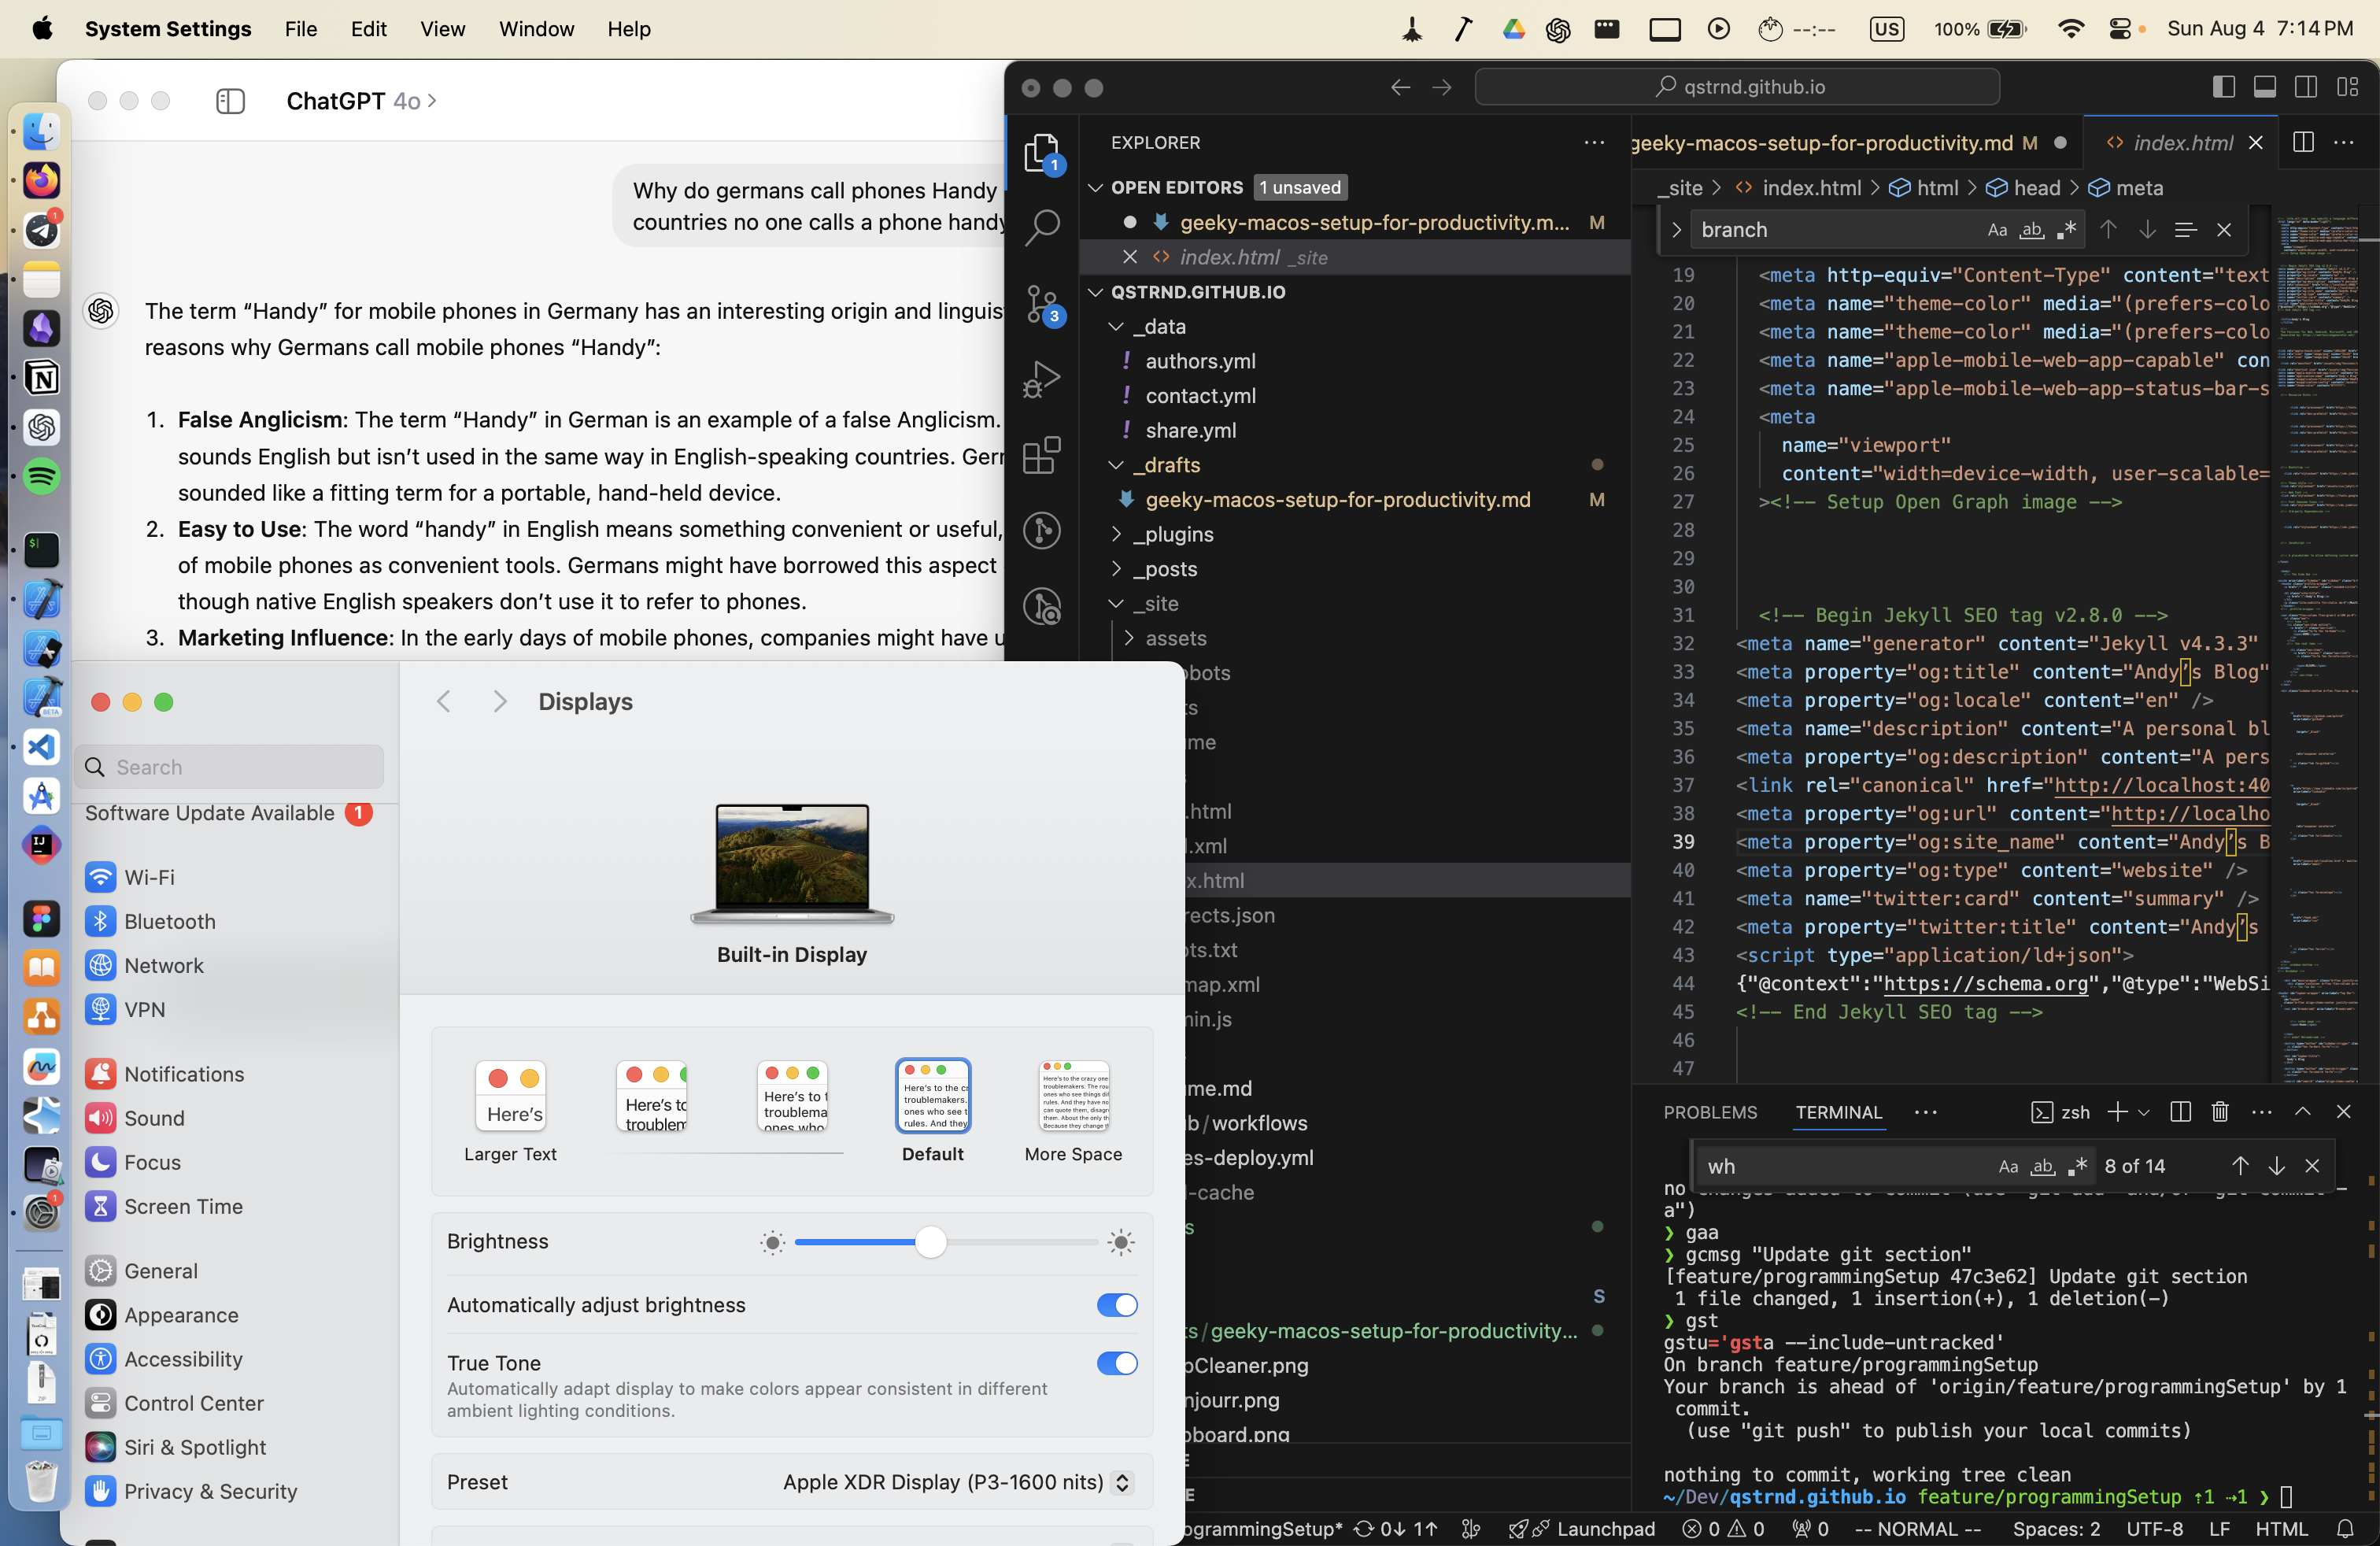 System Settings File Edit View Window Help
US 100% Sun Aug 4 7:14 PM
ChatGPT 4o
Why do germans call phones Handy
countries no one calls a phone handy
The term “Handy” for mobile phones in Germany has an interesting origin and linguis
reasons why Germans call mobile phones “Handy”:
1. False Anglicism: The term “Handy” in German is an example of a false Anglicism.
sounds English but isn’t used in the same way in English-speaking countries. Ger
sounded like a fitting term for a portable, hand-held device.
2. Easy to Use: The word “handy” in English means something convenient or useful,
of mobile phones as convenient tools. Germans might have borrowed this aspect
though native English speakers don’t use it to refer to phones.
3. Marketing Influence: In the early days of mobile phones, companies might have u
Displays
Search
Software Update Available 1
Wi-Fi
Bluetooth
Network
VPN
Notifications
Sound
Focus
Screen Time
General
Appearance
Accessibility
Control Center
Siri & Spotlight
Privacy & Security
Built-in Display
Larger Text
Default
More Space
Brightness
Automatically adjust brightness
True Tone
Automatically adapt display to make colors appear consistent in different
ambient lighting conditions.
Preset Apple XDR Display (P3-1600 nits)
qstrnd.github.io
EXPLORER
OPEN EDITORS 1 unsaved
geeky-macos-setup-for-productivity.m... M
index.html _site
QSTRND.GITHUB.IO
_data
authors.yml
contact.yml
share.yml
_drafts
geeky-macos-setup-for-productivity.md M
_plugins
_posts
_site
assets
obots
ts
me
.html
l.xml
x.html
rects.json
ots.txt
map.xml
min.js
me.md
b/workflows
es-deploy.yml
l-cache
s
S
ts/geeky-macos-setup-for-productivity...
pCleaner.png
njourr.png
pboard.png
E
E
geeky-macos-setup-for-productivity.md M index.html
_site > index.html > html > head > meta
branch Aa ab
19 <meta http-equiv="Content-Type" content="text
20 <meta name="theme-color" media="(prefers-colo
21 <meta name="theme-color" media="(prefers-colo
22 <meta name="apple-mobile-web-app-capable" con
23 <meta name="apple-mobile-web-app-status-bar-s
24 <meta
25 name="viewport"
26 content="width=device-width, user-scalable=
27 ><!-- Setup Open Graph image -->
28
29
30
31 <!-- Begin Jekyll SEO tag v2.8.0 -->
32 <meta name="generator" content="Jekyll v4.3.3"
33 <meta property="og:title" content="Andy’s Blog"
34 <meta property="og:locale" content="en" />
35 <meta name="description" content="A personal bl
36 <meta property="og:description" content="A pers
37 <link rel="canonical" href="http://localhost:40
38 <meta property="og:url" content="http://localho
39 <meta property="og:site_name" content="Andy’s B
40 <meta property="og:type" content="website" />
41 <meta name="twitter:card" content="summary" />
42 <meta property="twitter:title" content="Andy’s
43 <script type="application/ld+json">
44 {"@context":"https://schema.org","@type":"WebSi
45 <!-- End Jekyll SEO tag -->
46
47
PROBLEMS TERMINAL zsh
wh Aa ab 8 of 14
a")
❯ gaa
❯ gcmsg "Update git section"
[feature/programmingSetup 47c3e62] Update git section
1 file changed, 1 insertion(+), 1 deletion(-)
❯ gst
gstu='gsta --include-untracked'
On branch feature/programmingSetup
Your branch is ahead of 'origin/feature/programmingSetup' by 1
commit.
(use "git push" to publish your local commits)
nothing to commit, working tree clean
~/Dev/qstrnd.github.io feature/programmingSetup ⇡1 →1 ❯
ogrammingSetup* 0↓ 1↑ Launchpad 0 0 0 -- NORMAL -- Spaces: 2 UTF-8 LF HTML